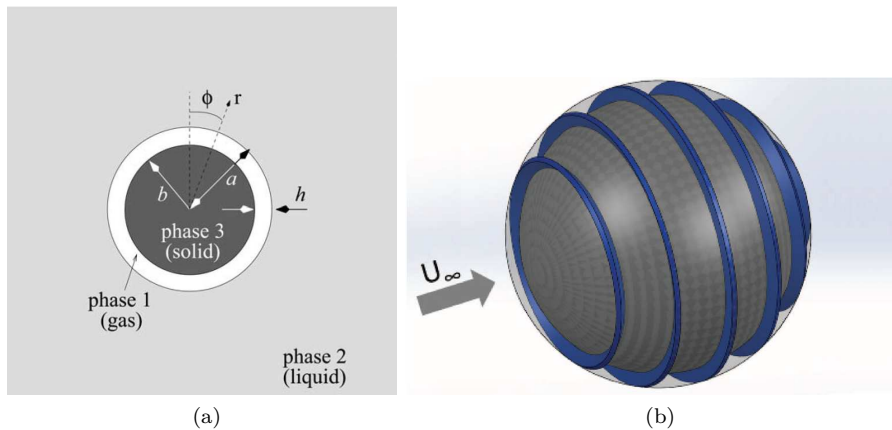 ϕ
r
a
b
h
phase 3
(solid)
phase 1
(gas)
phase 2
(liquid)
U∞
(a)
(b)